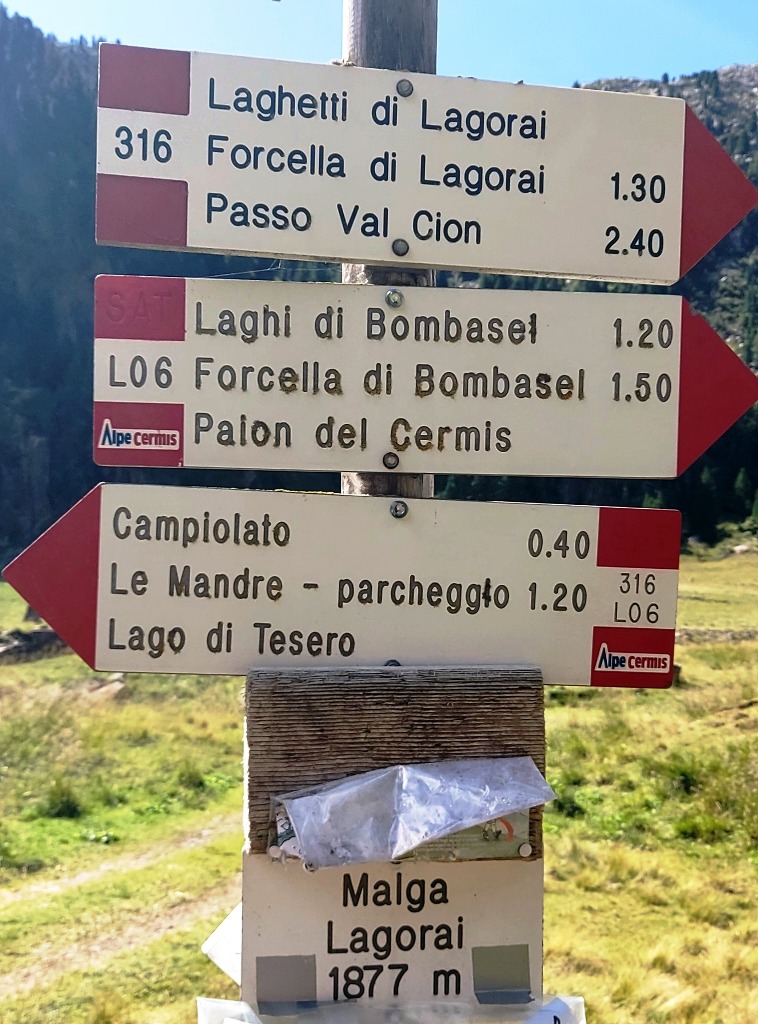 Laghetti di Lagorai
316 Forcella di Lagorai 1.30
Passo Val Cion 2.40
SAT Laghi di Bombasel 1.20
L06 Forcella di Bombasel 1.50
Alpe Cermis Paion del Cermis
Campiolato 0.40
Le Mandre - parcheggio 1.20 316
L06
Lago di Tesero Alpe Cermis
Malga
Lagorai
1877 m